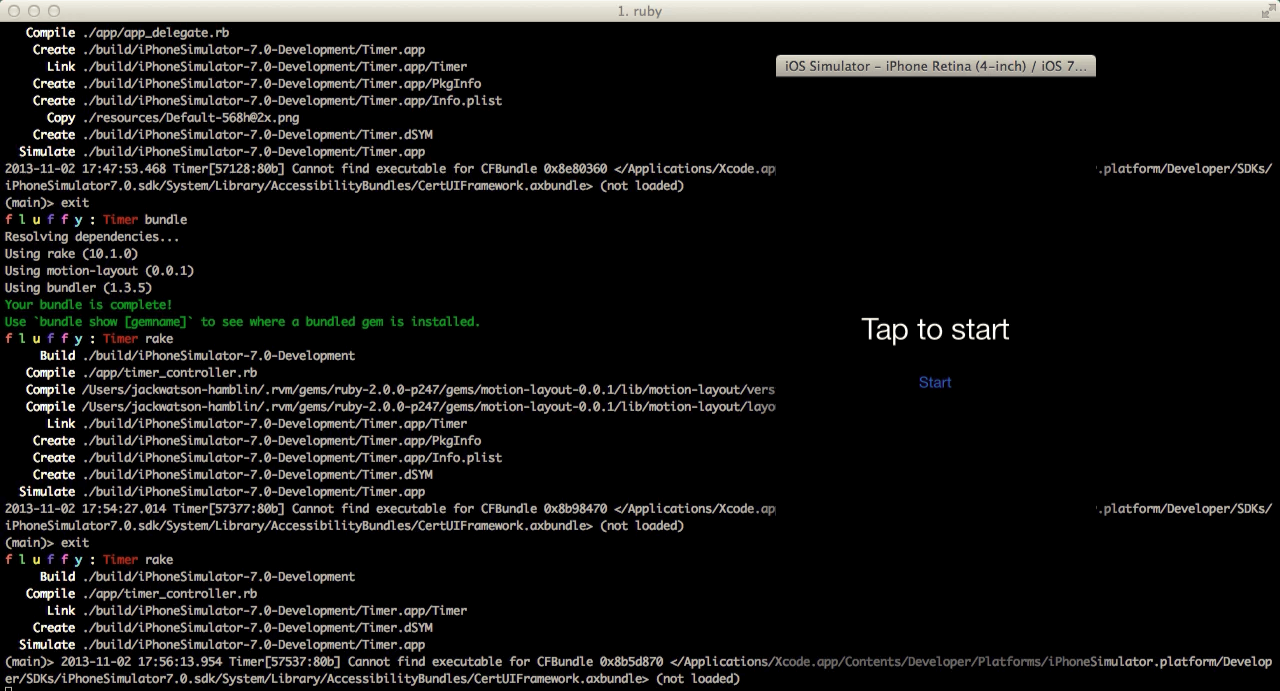 1. ruby
Compile ./app/app_delegate.rb
Create ./build/iPhoneSimulator-7.0-Development/Timer.app
Link ./build/iPhoneSimulator-7.0-Development/Timer.app/Timer
Create ./build/iPhoneSimulator-7.0-Development/Timer.app/PkgInfo
Create ./build/iPhoneSimulator-7.0-Development/Timer.app/Info.plist
Copy ./resources/Default-568h@2x.png
Create ./build/iPhoneSimulator-7.0-Development/Timer.dSYM
Simulate ./build/iPhoneSimulator-7.0-Development/Timer.app
2013-11-02 17:47:53.468 Timer[57128:80b] Cannot find executable for CFBundle 0x8e80360 </Applications/Xcode.ap .platform/Developer/SDKs/
iPhoneSimulator7.0.sdk/System/Library/AccessibilityBundles/CertUIFramework.axbundle> (not loaded)
(main)> exit
f l u f f y : Timer bundle
Resolving dependencies...
Using rake (10.1.0)
Using motion-layout (0.0.1)
Using bundler (1.3.5)
Your bundle is complete!
Use `bundle show [gemname]` to see where a bundled gem is installed.
f l u f f y : Timer rake
Build ./build/iPhoneSimulator-7.0-Development
Compile ./app/timer_controller.rb
Compile /Users/jackwatson-hamblin/.rvm/gems/ruby-2.0.0-p247/gems/motion-layout-0.0.1/lib/motion-layout/vers
Compile /Users/jackwatson-hamblin/.rvm/gems/ruby-2.0.0-p247/gems/motion-layout-0.0.1/lib/motion-layout/layo
Link ./build/iPhoneSimulator-7.0-Development/Timer.app/Timer
Create ./build/iPhoneSimulator-7.0-Development/Timer.app/PkgInfo
Create ./build/iPhoneSimulator-7.0-Development/Timer.app/Info.plist
Create ./build/iPhoneSimulator-7.0-Development/Timer.dSYM
Simulate ./build/iPhoneSimulator-7.0-Development/Timer.app
2013-11-02 17:54:27.014 Timer[57377:80b] Cannot find executable for CFBundle 0x8b98470 </Applications/Xcode.ap .platform/Developer/SDKs/
iPhoneSimulator7.0.sdk/System/Library/AccessibilityBundles/CertUIFramework.axbundle> (not loaded)
(main)> exit
f l u f f y : Timer rake
Build ./build/iPhoneSimulator-7.0-Development
Compile ./app/timer_controller.rb
Link ./build/iPhoneSimulator-7.0-Development/Timer.app/Timer
Create ./build/iPhoneSimulator-7.0-Development/Timer.dSYM
Simulate ./build/iPhoneSimulator-7.0-Development/Timer.app
(main)> 2013-11-02 17:56:13.954 Timer[57537:80b] Cannot find executable for CFBundle 0x8b5d870 </Applications/Xcode.app/Contents/Developer/Platforms/iPhoneSimulator.platform/Develop
er/SDKs/iPhoneSimulator7.0.sdk/System/Library/AccessibilityBundles/CertUIFramework.axbundle> (not loaded)
iOS Simulator - iPhone Retina (4-inch) / iOS 7...
Tap to start
Start